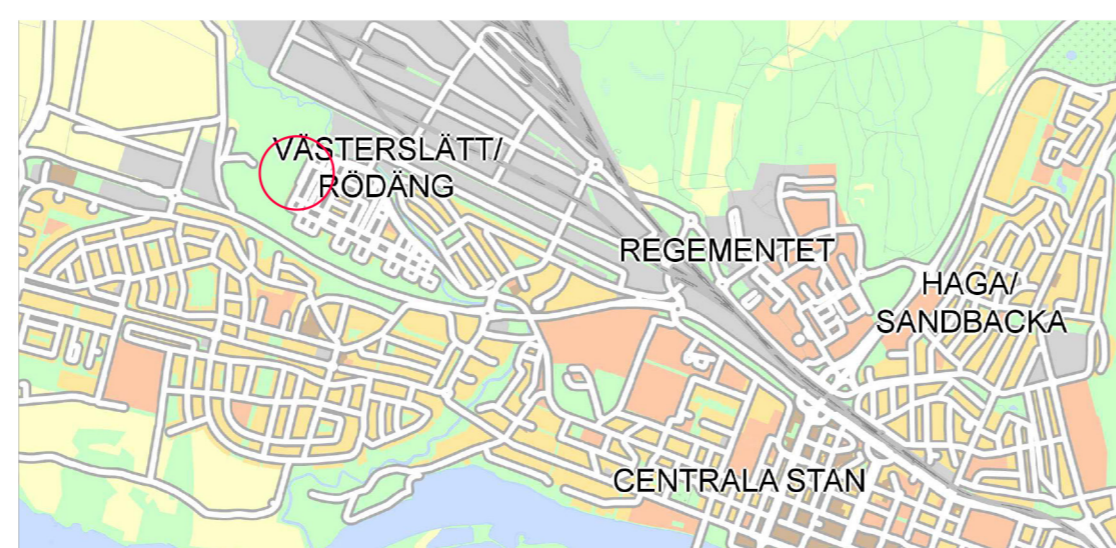 VÄSTERSLÄTT/
RÖDÄNG
REGEMENTET
HAGA/
SANDBACKA
CENTRALA STAN